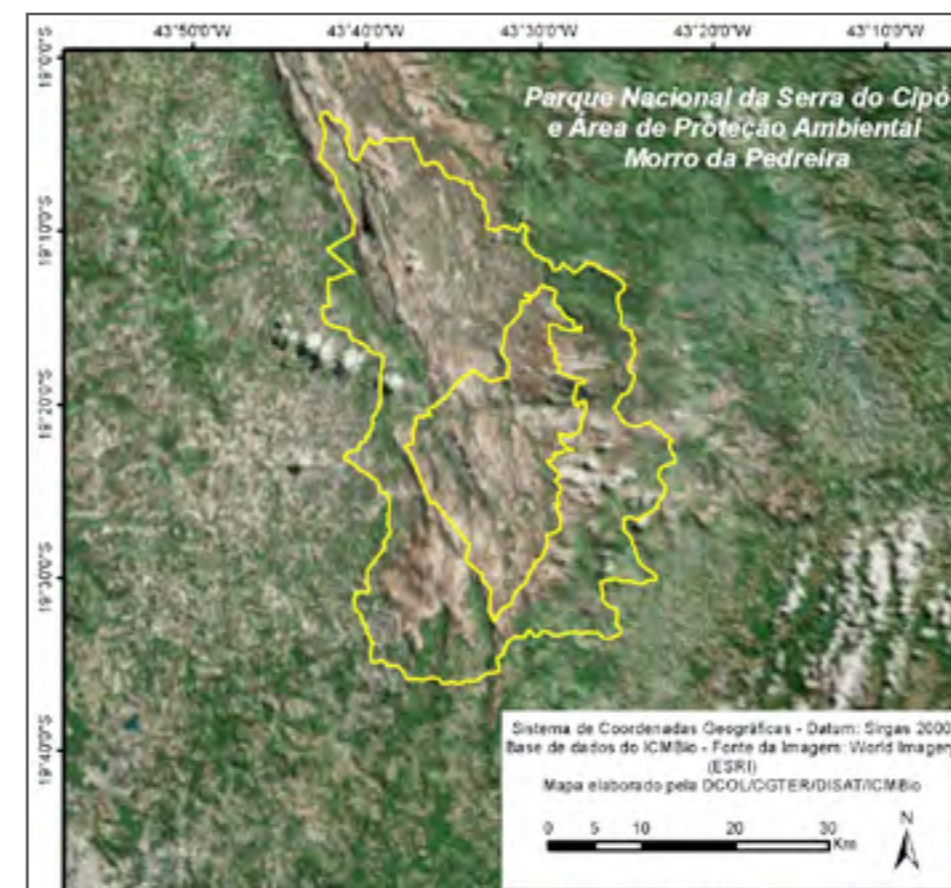 43°50'0"W 43°40'0"W 43°30'0"W 43°20'0"W 43°10'0"W
19°0'0"S
19°10'0"S
19°20'0"S
19°30'0"S
19°40'0"S
Parque Nacional da Serra do Cipó
e Área de Proteção Ambiental
Morro da Pedreira
Sistema de Coordenadas Geográficas - Datum: Sirgas 2000
Base de dados do ICMBio - Fonte da Imagem: World Imagen
(ESRI)
Mapa elaborado pela DCOL/CGTER/DISAT/ICMBio
0 5 10 20 30
Km
N